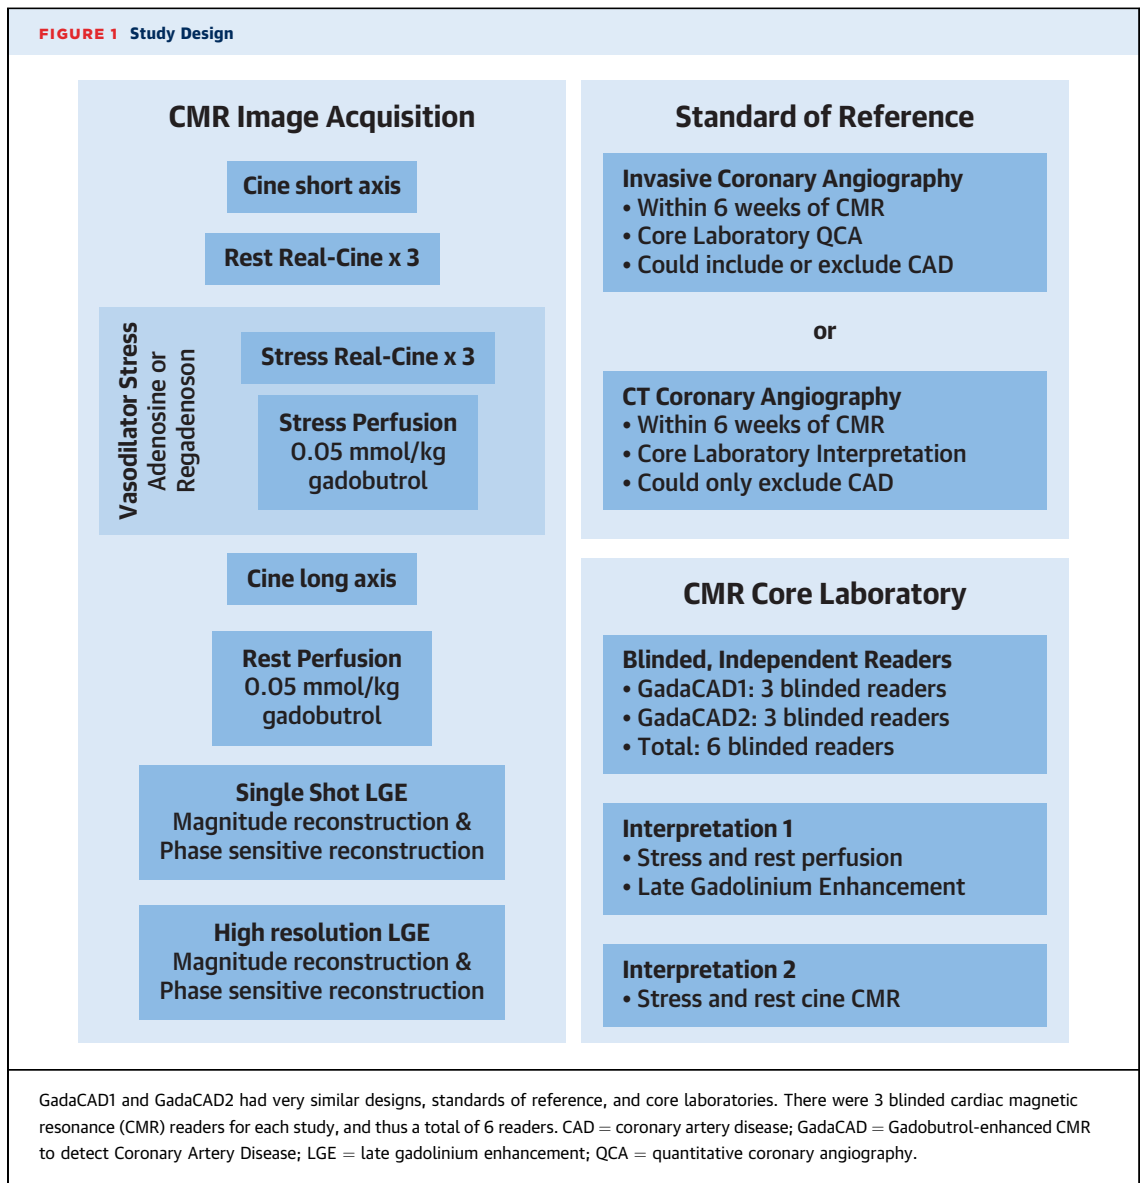 FIGURE 1 Study Design
CMR Image Acquisition
Cine short axis
Rest Real-Cine x 3
Vasodilator Stress
Adenosine or
Regadenoson
Stress Real-Cine x 3
Stress Perfusion
0.05 mmol/kg
gadobutrol
Cine long axis
Rest Perfusion
0.05 mmol/kg
gadobutrol
Single Shot LGE
Magnitude reconstruction &
Phase sensitive reconstruction
High resolution LGE
Magnitude reconstruction &
Phase sensitive reconstruction
Standard of Reference
Invasive Coronary Angiography
• Within 6 weeks of CMR
• Core Laboratory QCA
• Could include or exclude CAD
or
CT Coronary Angiography
• Within 6 weeks of CMR
• Core Laboratory Interpretation
• Could only exclude CAD
CMR Core Laboratory
Blinded, Independent Readers
• GadaCAD1: 3 blinded readers
• GadaCAD2: 3 blinded readers
• Total: 6 blinded readers
Interpretation 1
• Stress and rest perfusion
• Late Gadolinium Enhancement
Interpretation 2
• Stress and rest cine CMR
GadaCAD1 and GadaCAD2 had very similar designs, standards of reference, and core laboratories. There were 3 blinded cardiac magnetic
resonance (CMR) readers for each study, and thus a total of 6 readers. CAD = coronary artery disease; GadaCAD = Gadobutrol-enhanced CMR
to detect Coronary Artery Disease; LGE = late gadolinium enhancement; QCA = quantitative coronary angiography.